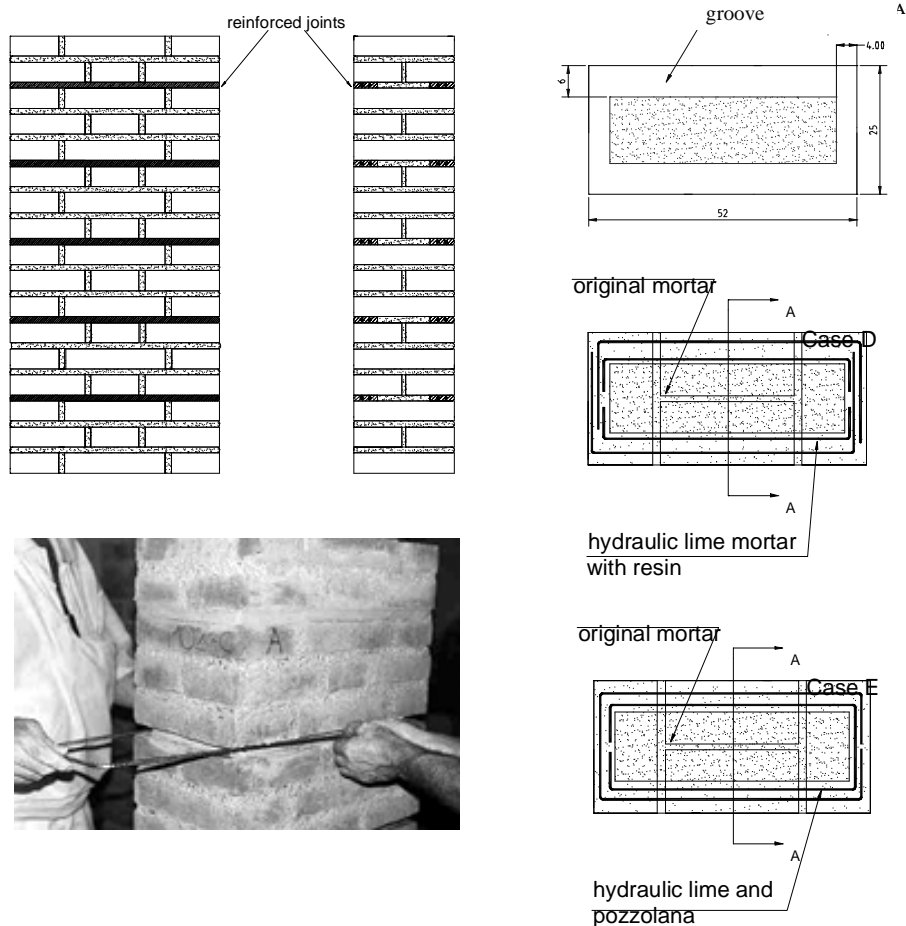 reinforced joints
groove
A
4.00
6
25
52
original mortar
A
Case D
A
hydraulic lime mortar
with resin
original mortar
A
Case E
A
hydraulic lime and
pozzolana
A